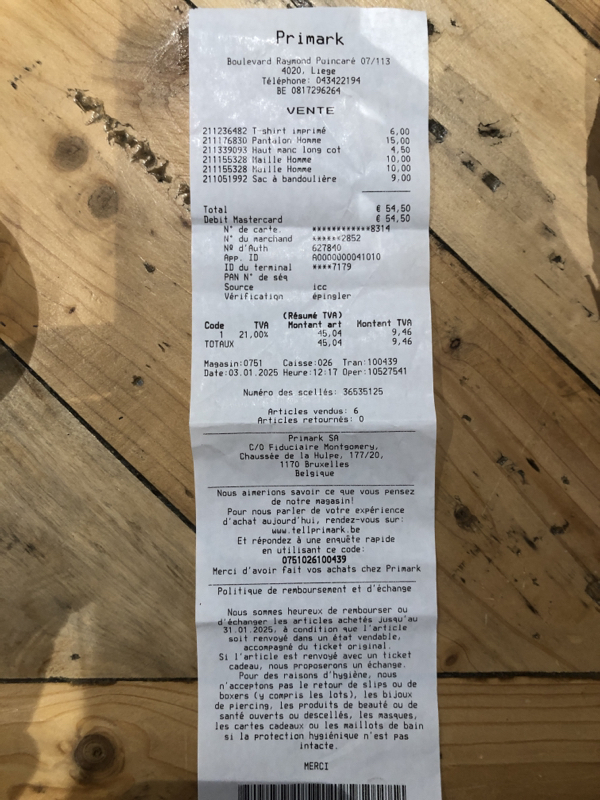 Primark
Boulevard Raymond Poincaré 07/113
4020, Liege
Téléphone: 043422194
BE 0817296264
VENTE
211236482 T-shirt imprimé 6,00
211176830 Pantalon Homme 15,00
211339093 Haut manc long cot 4,50
211155328 Maille Homme 10,00
211155328 Maille Homme 10,00
211051992 Sac à bandoulière 9,00
Total € 54,50
Debit Mastercard € 54,50
N° de carte. ************8314
N° du marchand ******2852
Nº d'Auth 627840
App. ID A0000000041010
ID du terminal ****7179
PAN N° de séq
Source icc
Vérification épingler
(Résumé TVA)
Code TVA Montant art Montant TVA
1 21,00% 45,04 9,46
TOTAUX 45,04 9,46
Magasin:0751 Caisse:026 Tran:100439
Date:03.01.2025 Heure:12:17 Oper:10527541
Numéro des scellés: 36535125
Articles vendus: 6
Articles retournés: 0
Primark SA
C/O Fiduciaire Montgomery,
Chaussée de la Hulpe, 177/20,
1170 Bruxelles
Belgique
Nous aimerions savoir ce que vous pensez
de notre magasin!
Pour nous parler de votre expérience
d'achat aujourd'hui, rendez-vous sur:
www.tellprimark.be
Et répondez à une enquête rapide
en utilisant ce code:
0751026100439
Merci d'avoir fait vos achats chez Primark
Politique de remboursement et d'échange
Nous sommes heureux de rembourser ou
d'échanger les articles achetés jusqu'au
31.01.2025, à condition que l'article
soit renvoyé dans un état vendable,
accompagné du ticket original.
Si l'article est renvoyé avec un ticket
cadeau, nous proposerons un échange.
Pour des raisons d'hygiène, nous
n'acceptons pas le retour de slips ou de
boxers (y compris les lots), les bijoux
de piercing, les produits de beauté ou de
santé ouverts ou descellés, les masques,
les cartes cadeaux ou les maillots de bain
si la protection hygiénique n'est pas
intacte.
MERCI